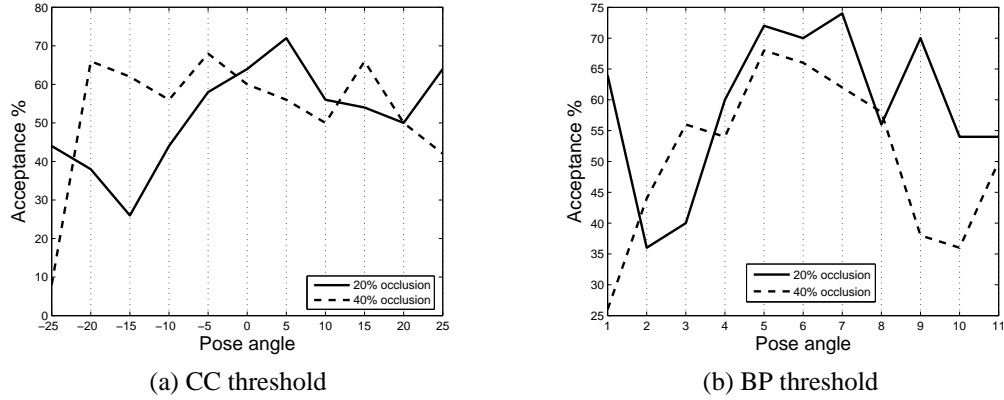 80
70
60
50
40
30
20
10
0
Acceptance %
−25 −20 −15 −10 −5 0 5 10 15 20 25
Pose angle
20% occlusion
40% occlusion
(a) CC threshold
75
70
65
60
55
50
45
40
35
30
25
Acceptance %
1 2 3 4 5 6 7 8 9 10 11
Pose angle
20% occlusion
40% occlusion
(b) BP threshold